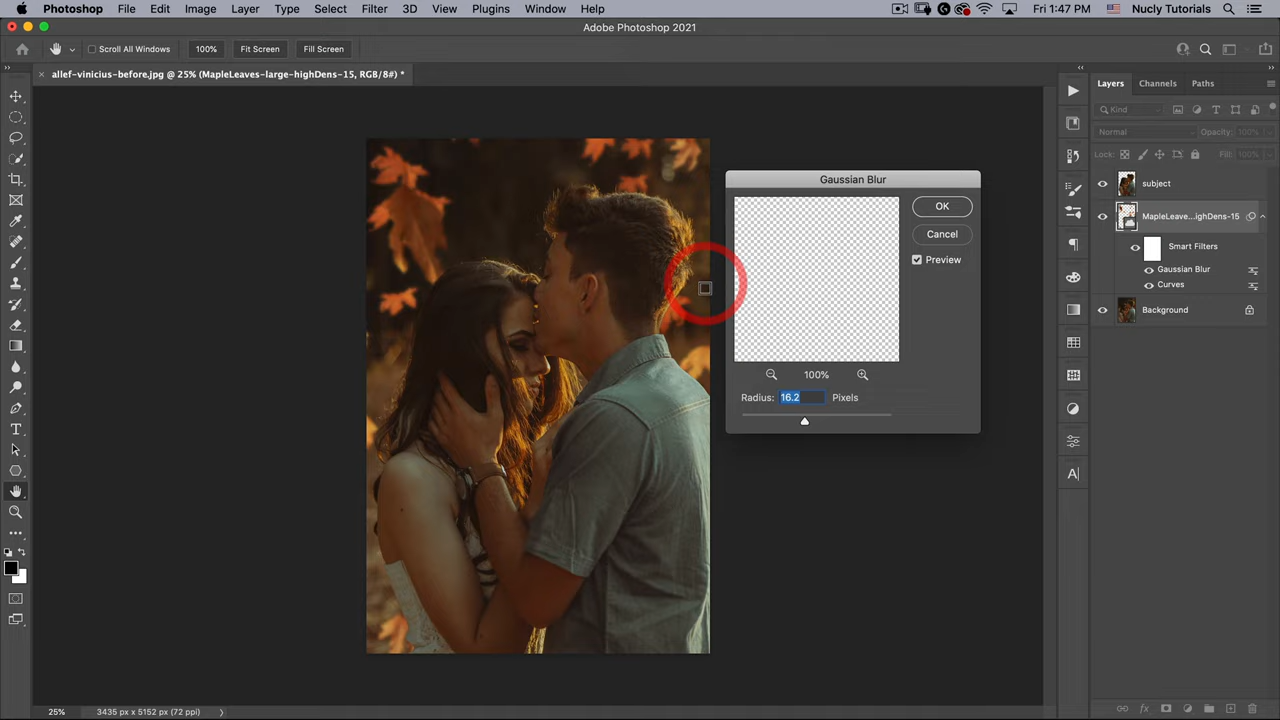 Photoshop File Edit Image Layer Type Select Filter 3D View Plugins Window Help Fri 1:47 PM Nucly Tutorials
Adobe Photoshop 2021
Scroll All Windows 100% Fit Screen Fill Screen
allef-vinicius-before.jpg @ 25% (MapleLeaves-large-highDens-15, RGB/8#) *
Layers Channels Paths
Kind
Normal Opacity: 100%
Lock: Fill: 100%
subject
MapleLeave...ighDens-15
Smart Filters
Gaussian Blur
Curves
Background
Gaussian Blur
OK
Cancel
Preview
100%
Radius: 16.2 Pixels
25% 3435 px x 5152 px (72 ppi)